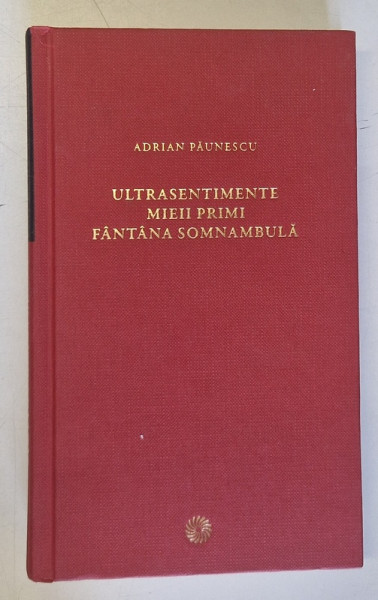 ADRIAN PĂUNESCU
ULTRASENTIMENTE
MIEII PRIMI
FÂNTÂNA SOMNAMBULĂ